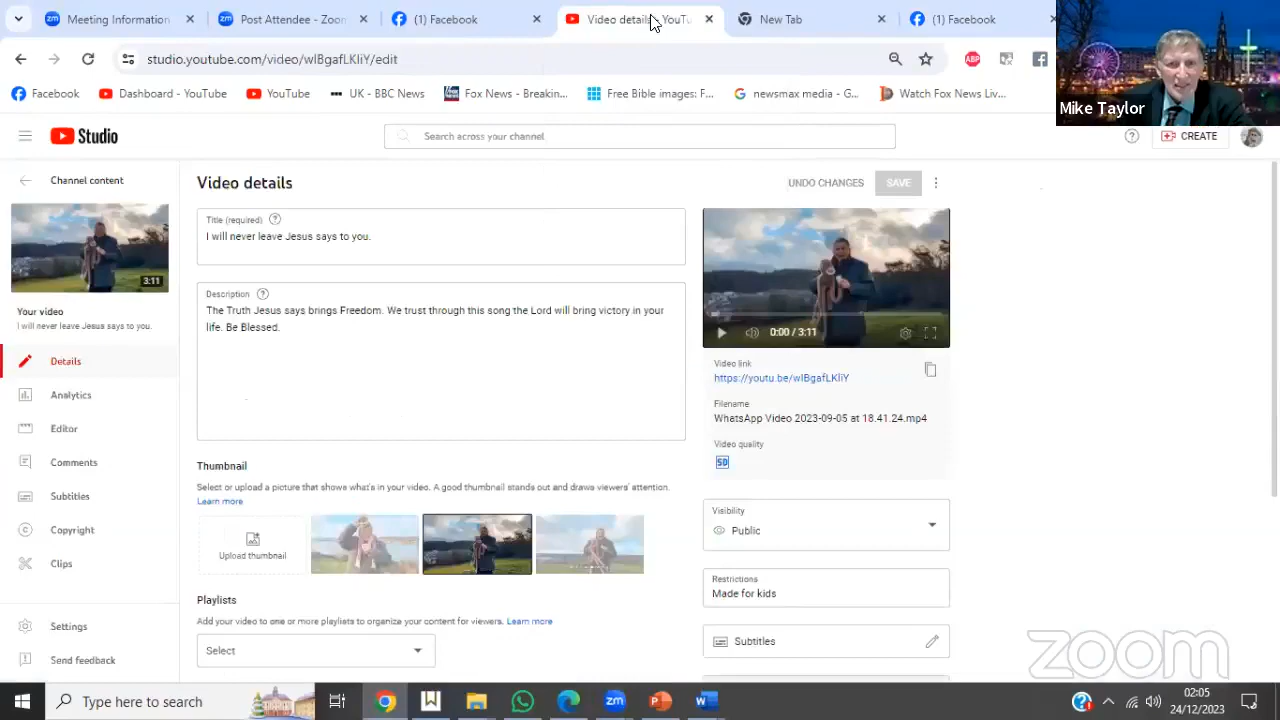 Meeting Information
Post Attendee - Zoom
(1) Facebook
Video details - YouTu
New Tab
(1) Facebook
studio.youtube.com/video/wIBgafLKliY/edit
ABP
Facebook
Dashboard - YouTube
YouTube
UK - BBC News
Fox News - Breakin...
Free Bible images: F...
newsmax media - G...
Watch Fox News Liv...
Mike Taylor
Studio
Search across your channel
CREATE
Channel content
Video details
UNDO CHANGES
SAVE
3:11
Your video
I will never leave Jesus says to you.
Title (required)
I will never leave Jesus says to you.
Description
The Truth Jesus says brings Freedom. We trust through this song the Lord will bring victory in your
life. Be Blessed.
0:00 / 3:11
Video link
https://youtu.be/wIBgafLKliY
Filename
WhatsApp Video 2023-09-05 at 18.41.24.mp4
Video quality
SD
Details
Analytics
Editor
Comments
Subtitles
Copyright
Clips
Settings
Send feedback
Thumbnail
Select or upload a picture that shows what's in your video. A good thumbnail stands out and draws viewers' attention.
Learn more
Upload thumbnail
Playlists
Add your video to one or more playlists to organize your content for viewers. Learn more
Select
Visibility
Public
Restrictions
Made for kids
Subtitles
zoom
Type here to search
02:05
24/12/2023